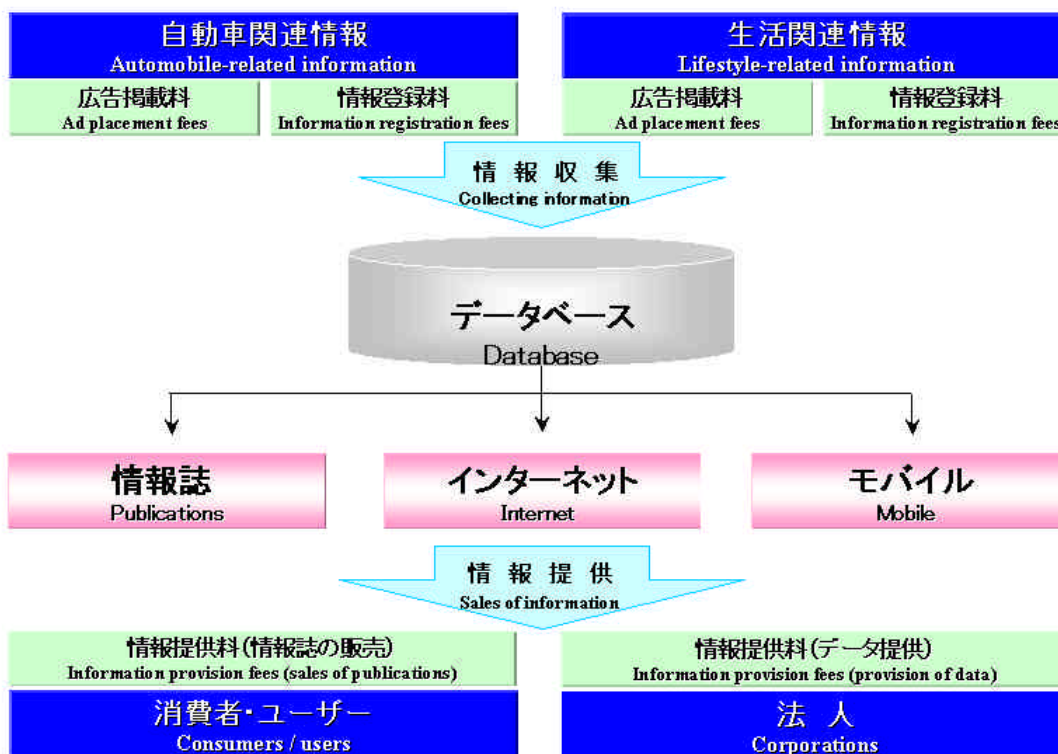 自動車関連情報
Automobile-related information
生活関連情報
Lifestyle-related information
広告掲載料
Ad placement fees
情報登録料
Information registration fees
広告掲載料
Ad placement fees
情報登録料
Information registration fees
情報収集
Collecting information
データベース
Database
情報誌
Publications
インターネット
Internet
モバイル
Mobile
情報提供
Sales of information
情報提供料(情報誌の販売)
Information provision fees (sales of publications)
情報提供料(データ提供)
Information provision fees (provision of data)
消費者・ユーザー
Consumers / users
法人
Corporations